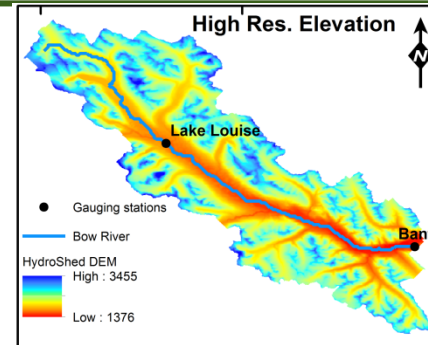 High Res. Elevation
N
Lake Louise
Ban
Gauging stations
Bow River
HydroShed DEM
High : 3455
Low : 1376